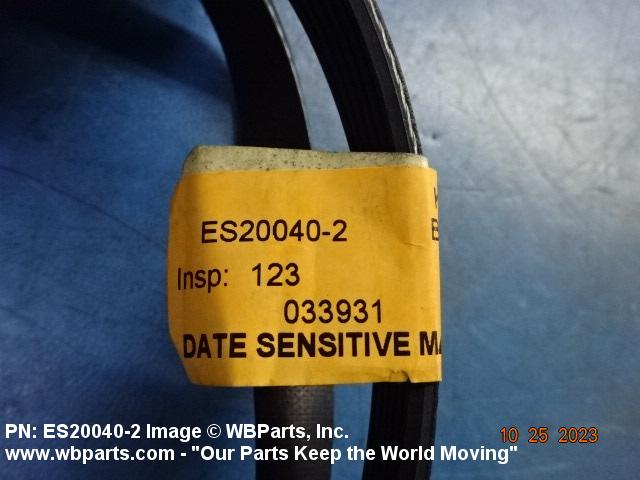 ES20040-2
Insp: 123
033931
DATE SENSITIVE
PN: ES20040-2 Image © WBParts, Inc.
10 25 2023
www.wbparts.com - "Our Parts Keep the World Moving"